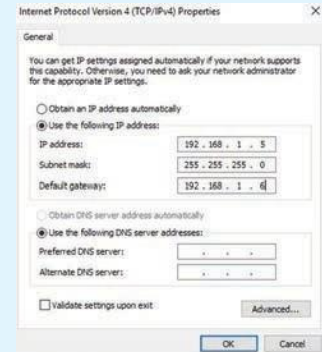 Internet Protocol Version 4 (TCP/IPv4) Properties X
General
You can get IP settings assigned automatically if your network supports
this capability. Otherwise, you need to ask your network administrator
for the appropriate IP settings.
Obtain an IP address automatically
Use the following IP address:
IP address: 192 . 168 . 1 . 5
Subnet mask: 255 . 255 . 255 . 0
Default gateway: 192 . 168 . 1 . 6
Obtain DNS server address automatically
Use the following DNS server addresses:
Preferred DNS server: . . .
Alternate DNS server: . . .
Validate settings upon exit Advanced...
OK Cancel